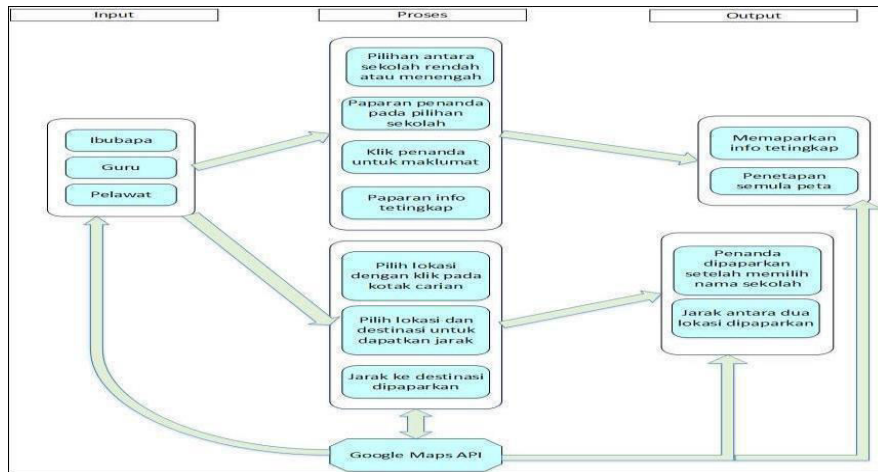 Input
Proses
Output
Ibubapa
Guru
Pelawat
Pilihan antara
sekolah rendah
atau menengah
Paparan penanda
pada pilihan
sekolah
Klik penanda
untuk maklumat
Paparan info
tetingkap
Pilih lokasi
dengan klik pada
kotak carian
Pilih lokasi dan
destinasi untuk
dapatkan jarak
Jarak ke destinasi
dipaparkan
Memaparkan
info tetingkap
Penetapan
semula peta
Penanda
dipaparkan
setelah memilih
nama sekolah
Jarak antara dua
lokasi dipaparkan
Google Maps API